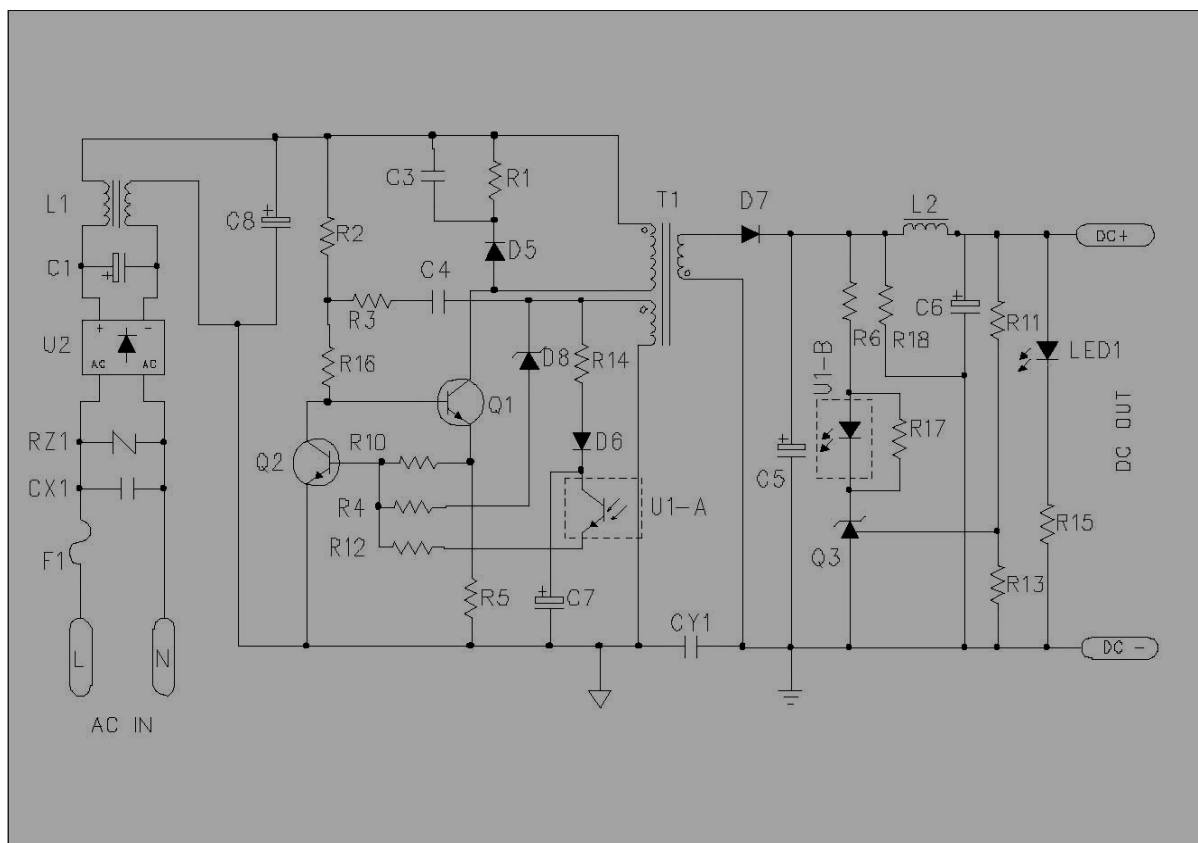 T1
D7
L2
C3
R1
L1
C8
R2
D5
DC+
C1
C4
R3
D8
R14
R6
R18
C6
R11
LED1
U2
+
-
AC
AC
R16
Q1
U1-B
R17
RZ1
Q2
R10
D6
C5
DC OUT
CX1
R4
U1-A
R15
F1
R12
Q3
R13
R5
C7
CY1
L
N
DC -
AC IN